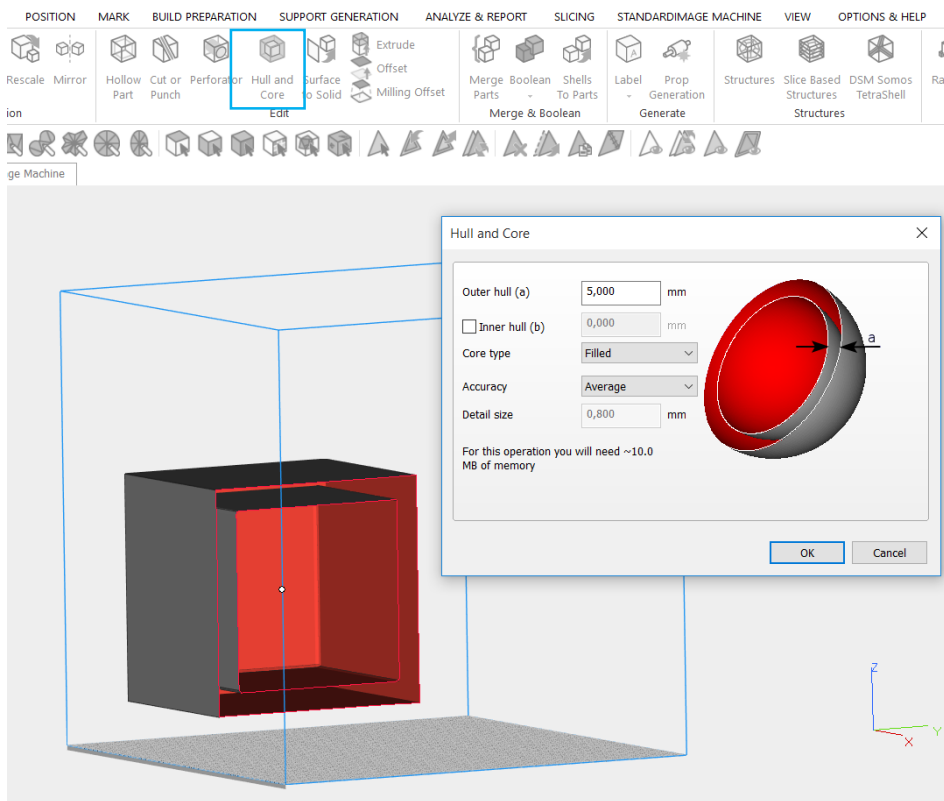 POSITION MARK BUILD PREPARATION SUPPORT GENERATION ANALYZE & REPORT SLICING STANDARDIMAGE MACHINE VIEW OPTIONS & HELP
Extrude
Offset
Milling Offset
Rescale Mirror Hollow Cut or Perforator Hull and Surface Merge Boolean Shells Label Prop Structures Slice Based DSM Somos Ra
Part Punch Core to Solid Parts To Parts Generation Structures TetraShell
ion Edit Merge & Boolean Generate Structures
ge Machine
Hull and Core
Outer hull (a) 5,000 mm
Inner hull (b) 0,000 mm
Core type Filled
Accuracy Average
Detail size 0,800 mm
For this operation you will need ~10.0
MB of memory
a
OK Cancel
Z
Y
X